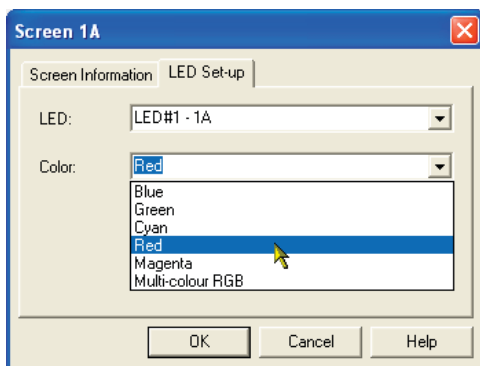 Screen 1A
Screen Information LED Set-up
LED: LED#1 - 1A
Color: Red
Blue
Green
Cyan
Red
Magenta
Multi-colour RGB
OK Cancel Help